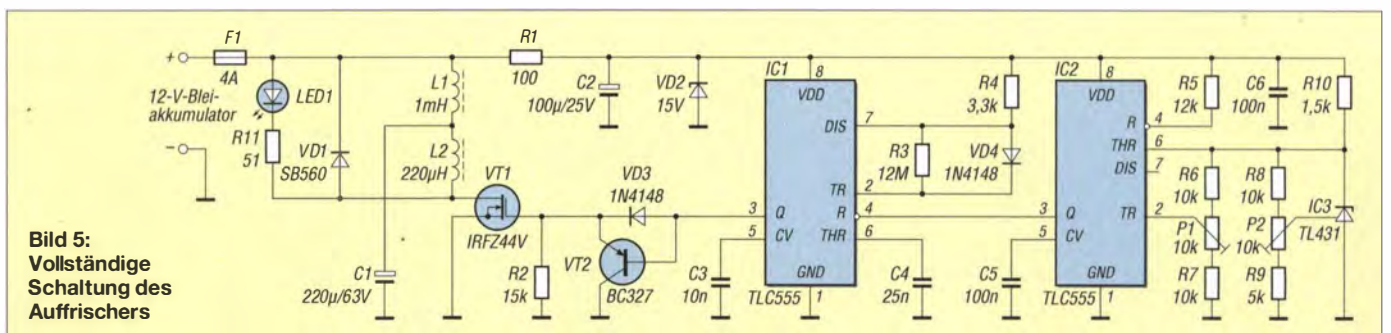 +
F1
4A
12-V-Blei-
akkumulator
−
LED1
R11
51
VD1
SB560
L1
1mH
L2
220µH
C1
220µ/63V
VT1
IRFZ44V
R1
100
C2
100µ/25V
VD2
15V
R2
15k
VT2
BC327
VD3
1N4148
C3
10n
IC1
8
VDD
DIS
7
TR
2
R
4
THR
6
3
Q
5
CV
GND
1
TLC555
R4
3,3k
R3
12M
VD4
1N4148
C4
25n
C5
100n
IC2
8
VDD
R
4
THR
6
DIS
7
TR
2
3
Q
5
CV
GND
1
TLC555
R5
12k
C6
100n
R10
1,5k
R6
10k
P1
10k
R7
10k
R8
10k
P2
10k
R9
5k
IC3
TL431
Bild 5:
Vollständige
Schaltung des
Auffrischers